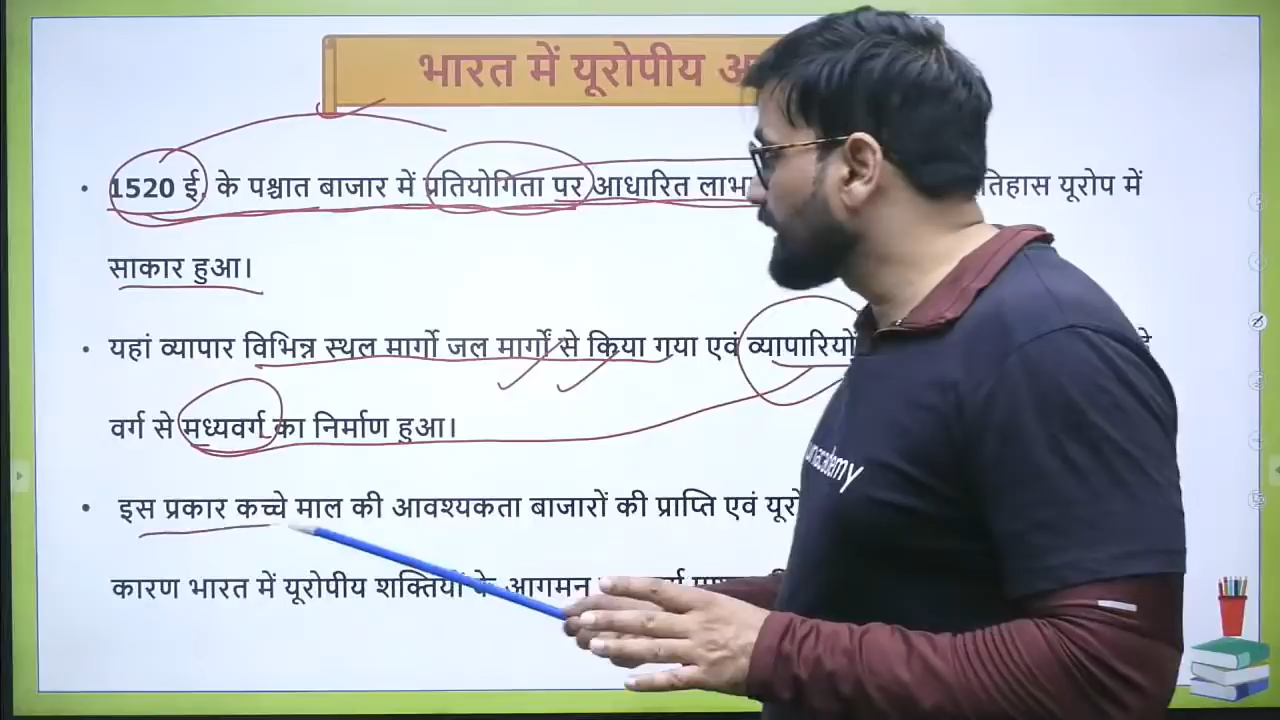 भारत में यूरोपीय
1520 ई. के पश्चात बाजार में प्रतियोगिता पर आधारित यूरोप में
साकार हुआ।
यहां व्यापार विभिन्न स्थल मार्गो जल मार्गों से किया गया एवं व्यापारियों
वर्ग से मध्यवर्ग का निर्माण हुआ।
इस प्रकार कच्चे माल की आवश्यकता बाजारों की प्राप्ति एवं
कारण भारत में यूरोपीय शक्तियों के आगमन
unacademy